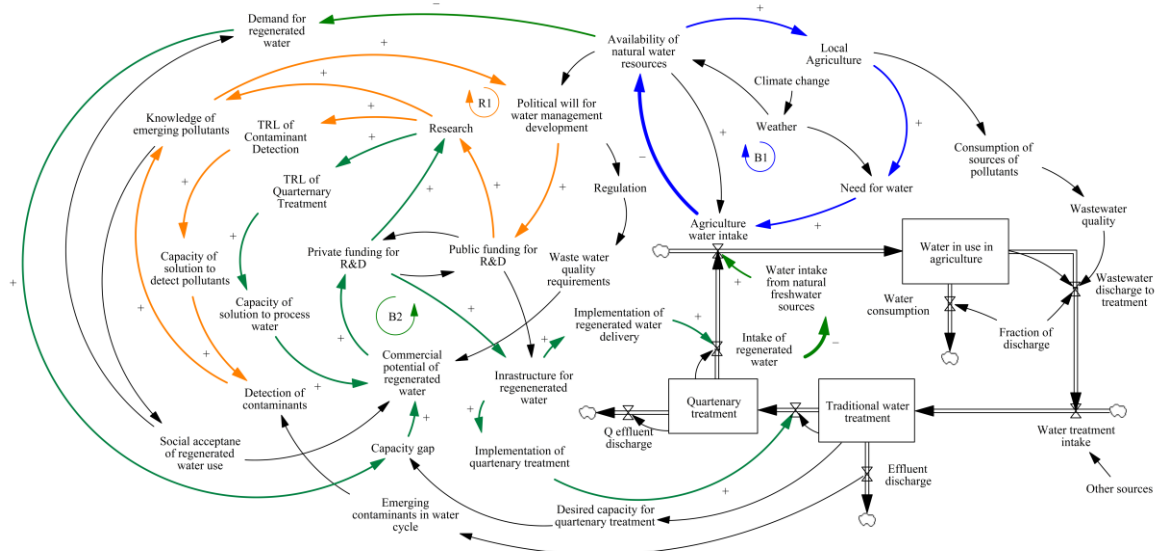 Demand for
regenerated
water
−
+
Availability of
natural water
resources
+
Local
Agriculture
Climate change
Weather
B1
+
Consumption of
sources of
pollutants
Wastewater
quality
Wastewater
discharge to
treatment
Need for water
+
Agriculture
water intake
−
+
+
R1
Political will for
water management
development
+
Regulation
Waste water
quality
requirements
Knowledge of
emerging pollutants
+
+
TRL of
Contaminant
Detection
+
Research
+
TRL of
Quarternary
Treatment
+
+
Private funding for
R&D
Public funding for
R&D
+
+
Capacity of
solution to
detect pollutants
+
Capacity of
solution to process
water
+
B2
+
+
Commercial
potential of
regenerated
water
+
Implementation of
regenerated water
delivery
+
+
Water intake
from natural
freshwater
sources
+
Intake of
regenerated
water
−
Water in use in
agriculture
Water
consumption
Fraction of
discharge
Inrastructure for
regenenerated
water
+
Implementation of
quartenary treatment
+
Quartenary
treatment
Q effluent
discharge
Traditional water
treatment
Water treatment
intake
Other sources
Effluent
discharge
+
Detection of
contaminants
+
Social acceptane
of regenerated
water use
Capacity gap
+
+
Emerging
contaminants in water
cycle
Desired capacity for
quartenary treatment